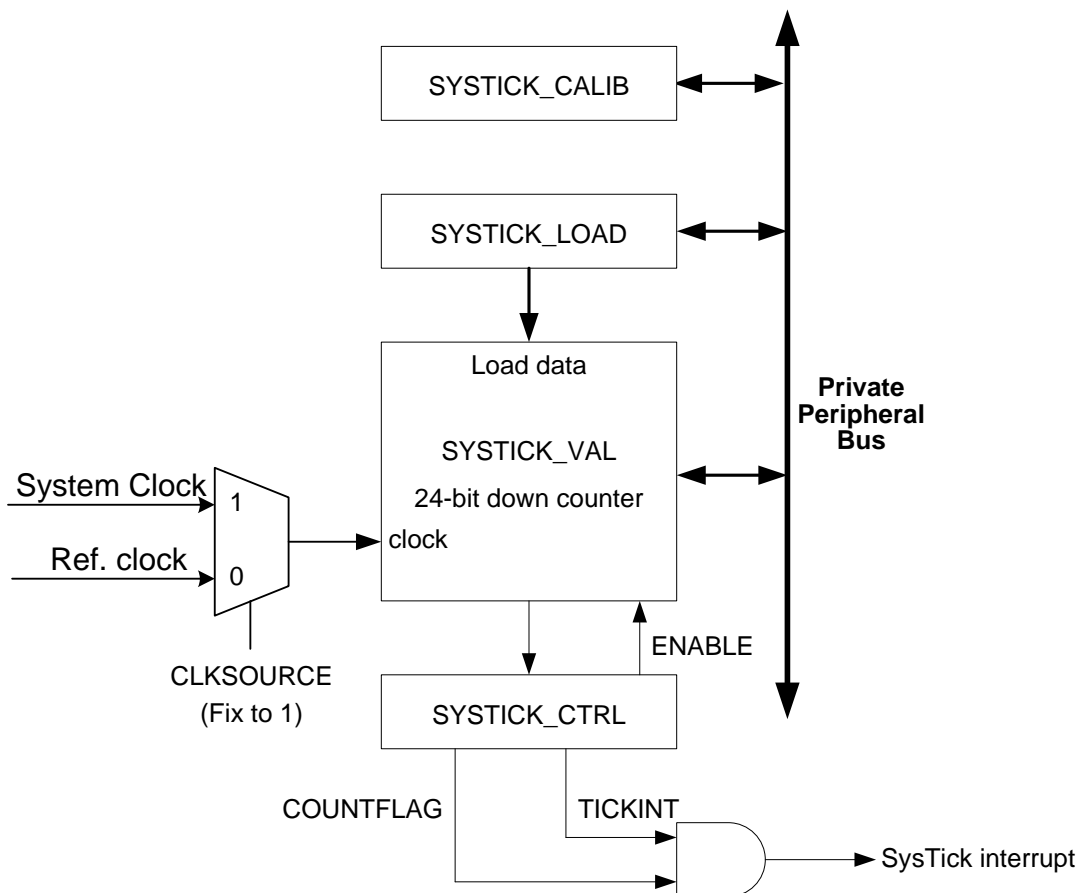 SYSTICK_CALIB
SYSTICK_LOAD
Load data
SYSTICK_VAL
24-bit down counter
clock
Private
Peripheral
Bus
System Clock
1
Ref. clock
0
CLKSOURCE
(Fix to 1)
ENABLE
SYSTICK_CTRL
COUNTFLAG
TICKINT
SysTick interrupt